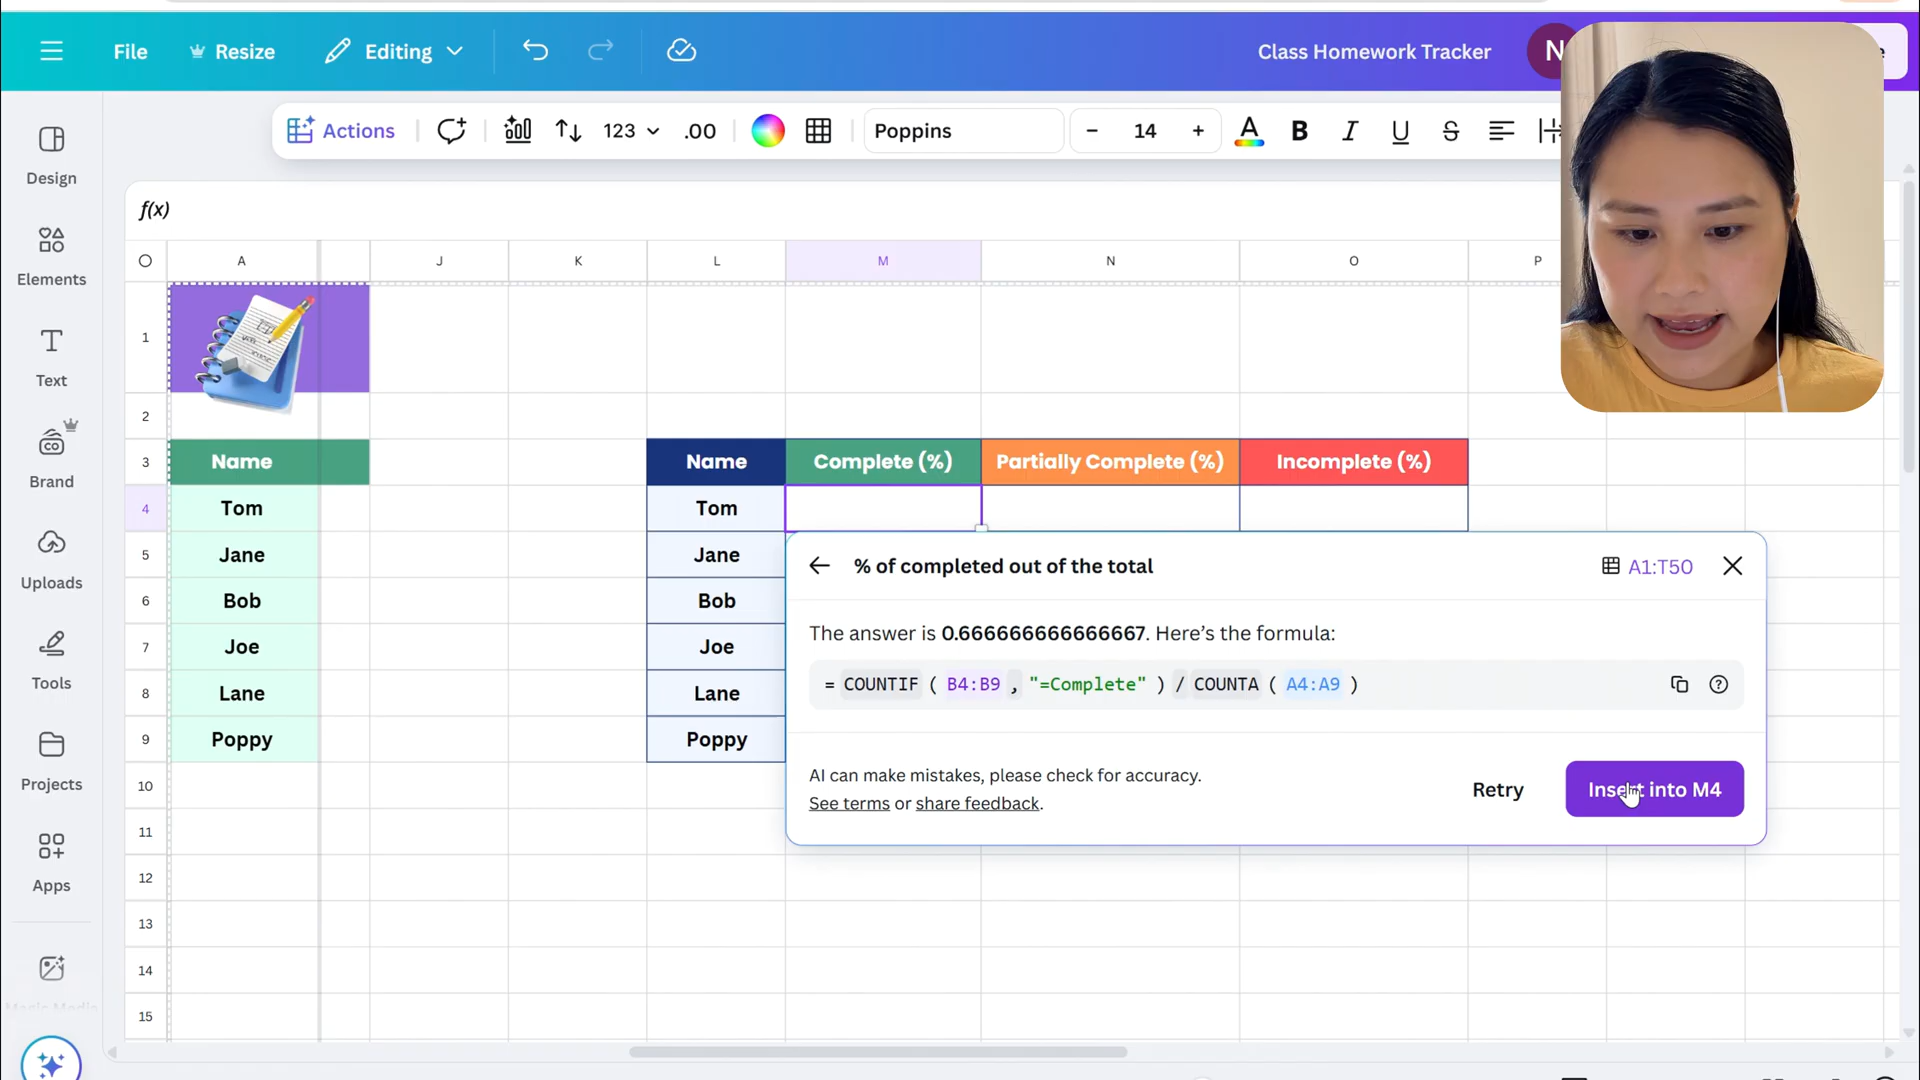 File
Resize
Editing
Class Homework Tracker
N
Actions
123
.00
Poppins
− 14 +
A
B
I
U
S
Design
Elements
Text
Brand
Uploads
Tools
Projects
Apps
f(x)
A J K L M N O P
1
2
3 Name Name Complete (%) Partially Complete (%) Incomplete (%)
4 Tom Tom
5 Jane Jane
6 Bob Bob
7 Joe Joe
8 Lane Lane
9 Poppy Poppy
10
11
12
13
14
15
% of completed out of the total
A1:T50
The answer is 0.666666666666667. Here’s the formula:
= COUNTIF ( B4:B9 , "=Complete" ) / COUNTA ( A4:A9 )
AI can make mistakes, please check for accuracy.
See terms or share feedback.
Retry
Insert into M4